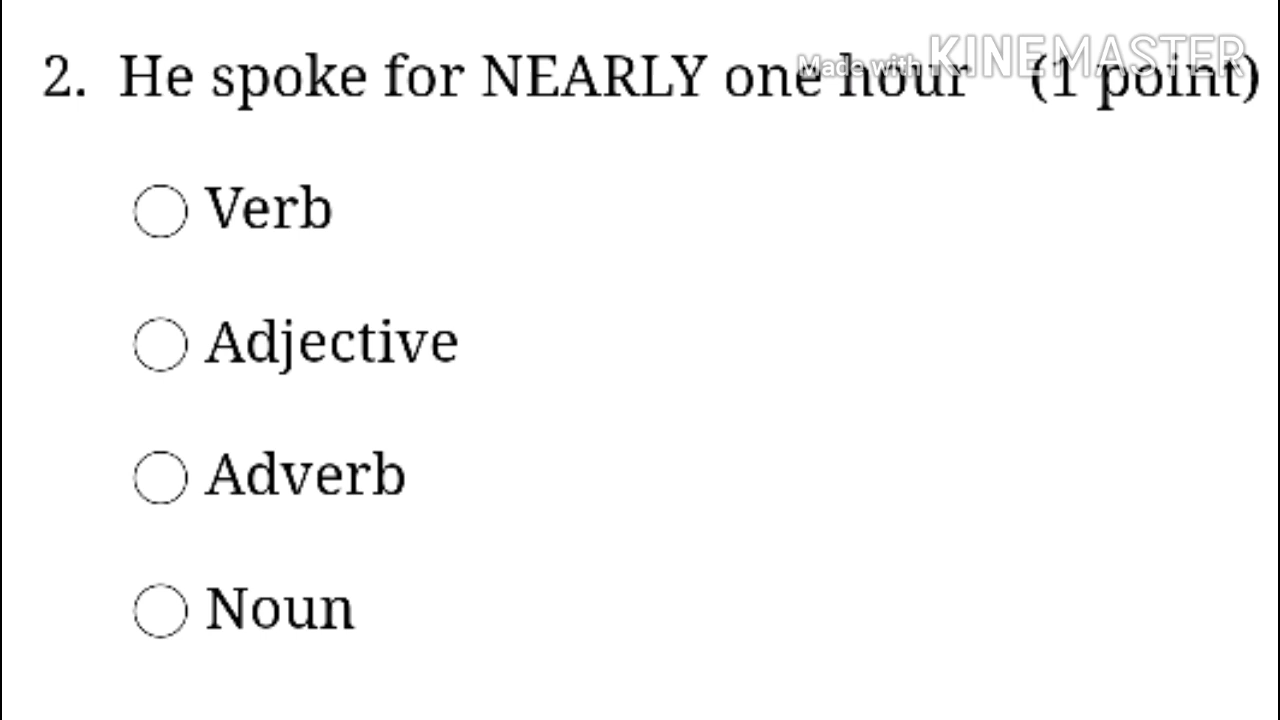 2. He spoke for NEARLY one hour (1 point)
Made with KINEMASTER
Verb
Adjective
Adverb
Noun